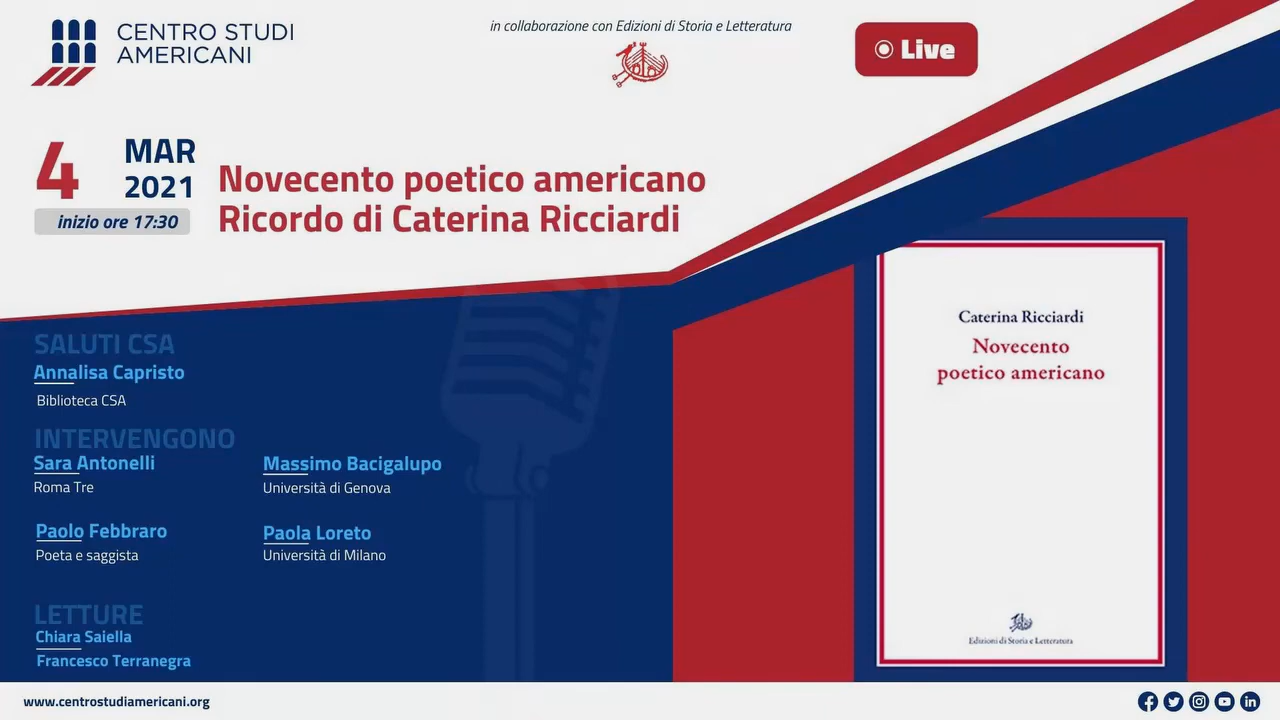 CENTRO STUDI
AMERICANI
in collaborazione con Edizioni di Storia e Letteratura
Live
4
MAR
2021
inizio ore 17:30
Novecento poetico americano
Ricordo di Caterina Ricciardi
SALUTI CSA
Annalisa Capristo
Biblioteca CSA
INTERVENGONO
Sara Antonelli
Roma Tre
Massimo Bacigalupo
Università di Genova
Paolo Febbraro
Poeta e saggista
Paola Loreto
Università di Milano
LETTURE
Chiara Saiella
Francesco Terranegra
Caterina Ricciardi
Novecento
poetico americano
Edizioni di Storia e Letteratura
www.centrostudiamericani.org